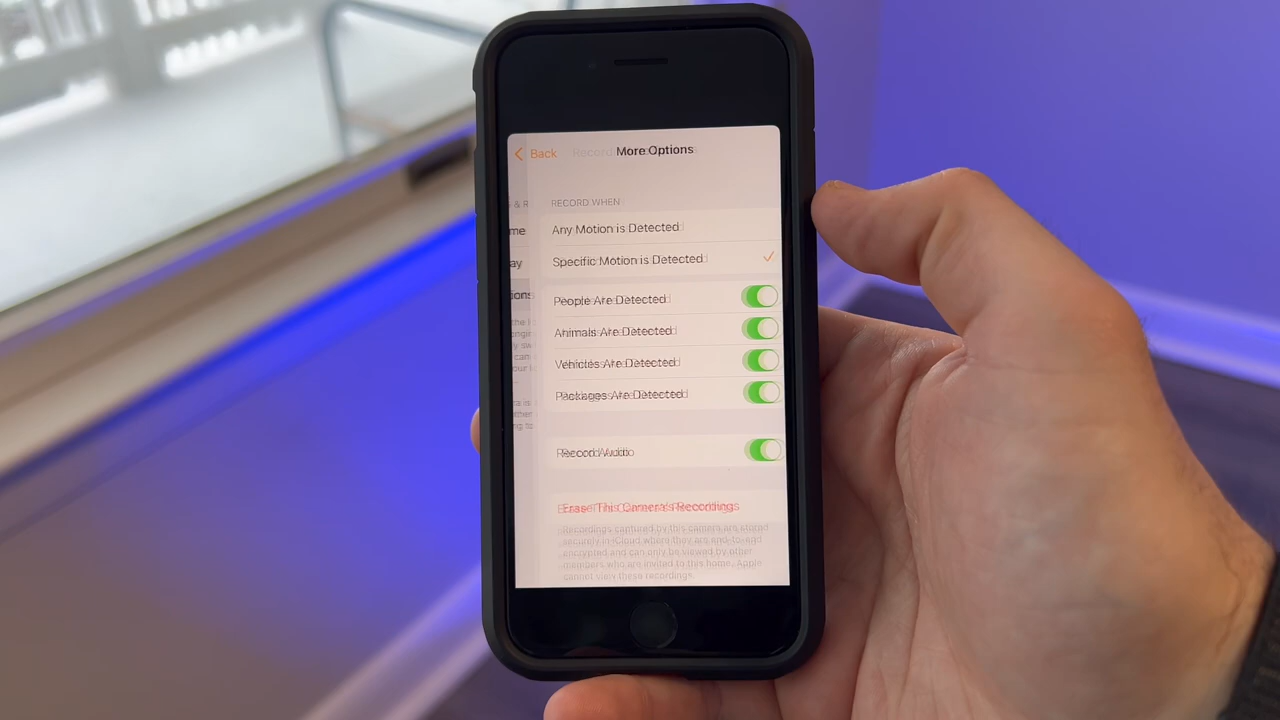 Back
More Options
RECORD WHEN
Any Motion is Detected
Specific Motion is Detected
People Are Detected
Animals Are Detected
Vehicles Are Detected
Packages Are Detected
Record Audio
Erase This Camera's Recordings
Recordings captured by this camera are stored
securely in iCloud where they are end-to-end
encrypted and can only be viewed by other
members who are invited to this home. Apple
cannot view these recordings.